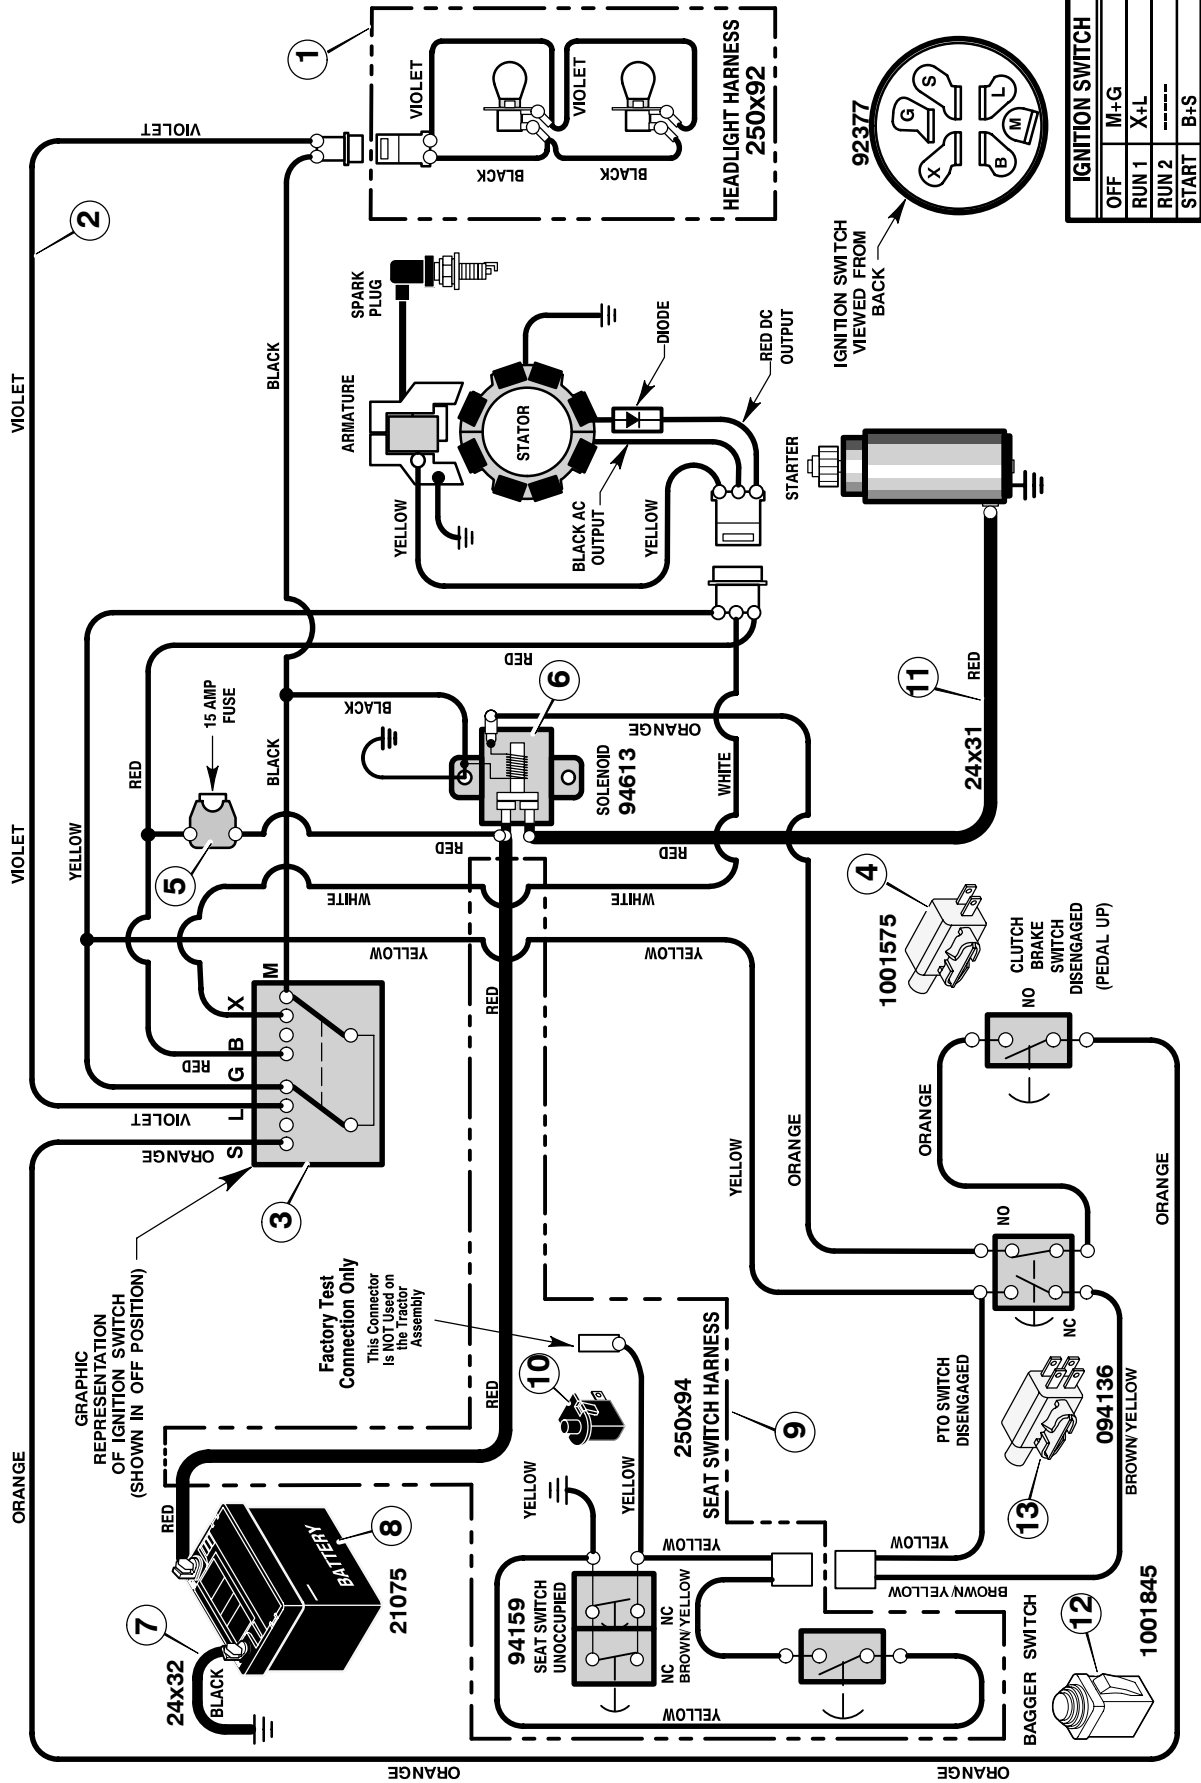 ORANGE
VIOLET
VIOLET
VIOLET
2
1
VIOLET
VIOLET
BLACK
BLACK
HEADLIGHT HARNESS
250x92
GRAPHIC
REPRESENTATION
OF IGNITION SWITCH
(SHOWN IN OFF POSITION)
ORANGE
VIOLET
RED
S
L
G
B
X
M
3
YELLOW
RED
5
15 AMP
FUSE
BLACK
BLACK
BLACK
ARMATURE
SPARK
PLUG
YELLOW
STATOR
DIODE
BLACK AC
OUTPUT
RED DC
OUTPUT
YELLOW
92377
X
G
S
B
M
L
IGNITION SWITCH
VIEWED FROM
BACK
IGNITION SWITCH
OFF M+G
RUN 1 X+L
RUN 2 -----
START B+S
RED
RED
BATTERY
8
21075
7
24x32
BLACK
Factory Test
Connection Only
This Connector
Is NOT Used on
the Tractor
Assembly
RED
YELLOW
WHITE
RED
6
SOLENOID
94613
ORANGE
RED
WHITE
WHITE
YELLOW
RED
STARTER
11
RED
24x31
10
250x94
SEAT SWITCH HARNESS
9
YELLOW
YELLOW
94159
SEAT SWITCH
UNOCCUPIED
NC
NC
BROWN/YELLOW
YELLOW
YELLOW
YELLOW
ORANGE
4
1001575
CLUTCH
BRAKE
SWITCH
DISENGAGED
(PEDAL UP)
NO
ORANGE
NO
NC
PTO SWITCH
DISENGAGED
13
094136
BROWN/YELLOW
YELLOW
BROWN/YELLOW
BAGGER SWITCH
12
1001845
ORANGE
ORANGE
ORANGE